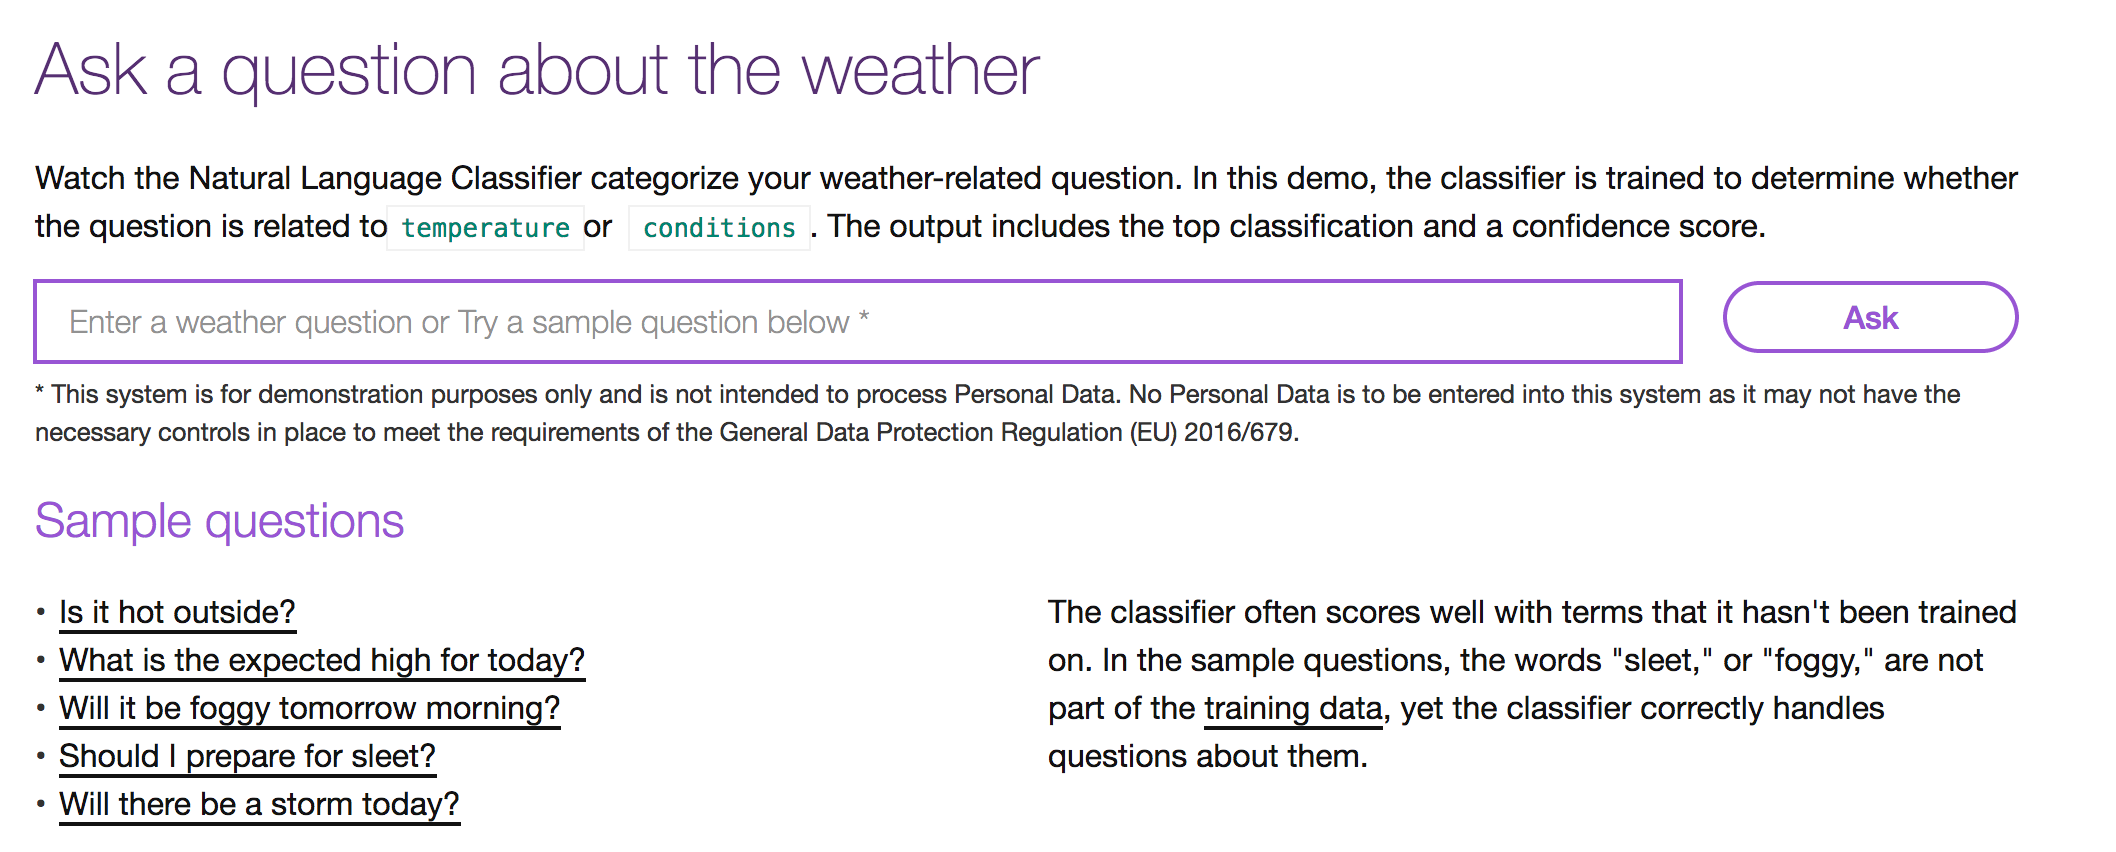 Ask a question about the weather
Watch the Natural Language Classifier categorize your weather-related question. In this demo, the classifier is trained to determine whether
the question is related to temperature or conditions . The output includes the top classification and a confidence score.
Enter a weather question or Try a sample question below *
Ask
* This system is for demonstration purposes only and is not intended to process Personal Data. No Personal Data is to be entered into this system as it may not have the
necessary controls in place to meet the requirements of the General Data Protection Regulation (EU) 2016/679.
Sample questions
• Is it hot outside?
• What is the expected high for today?
• Will it be foggy tomorrow morning?
• Should I prepare for sleet?
• Will there be a storm today?
The classifier often scores well with terms that it hasn't been trained
on. In the sample questions, the words "sleet," or "foggy," are not
part of the training data, yet the classifier correctly handles
questions about them.